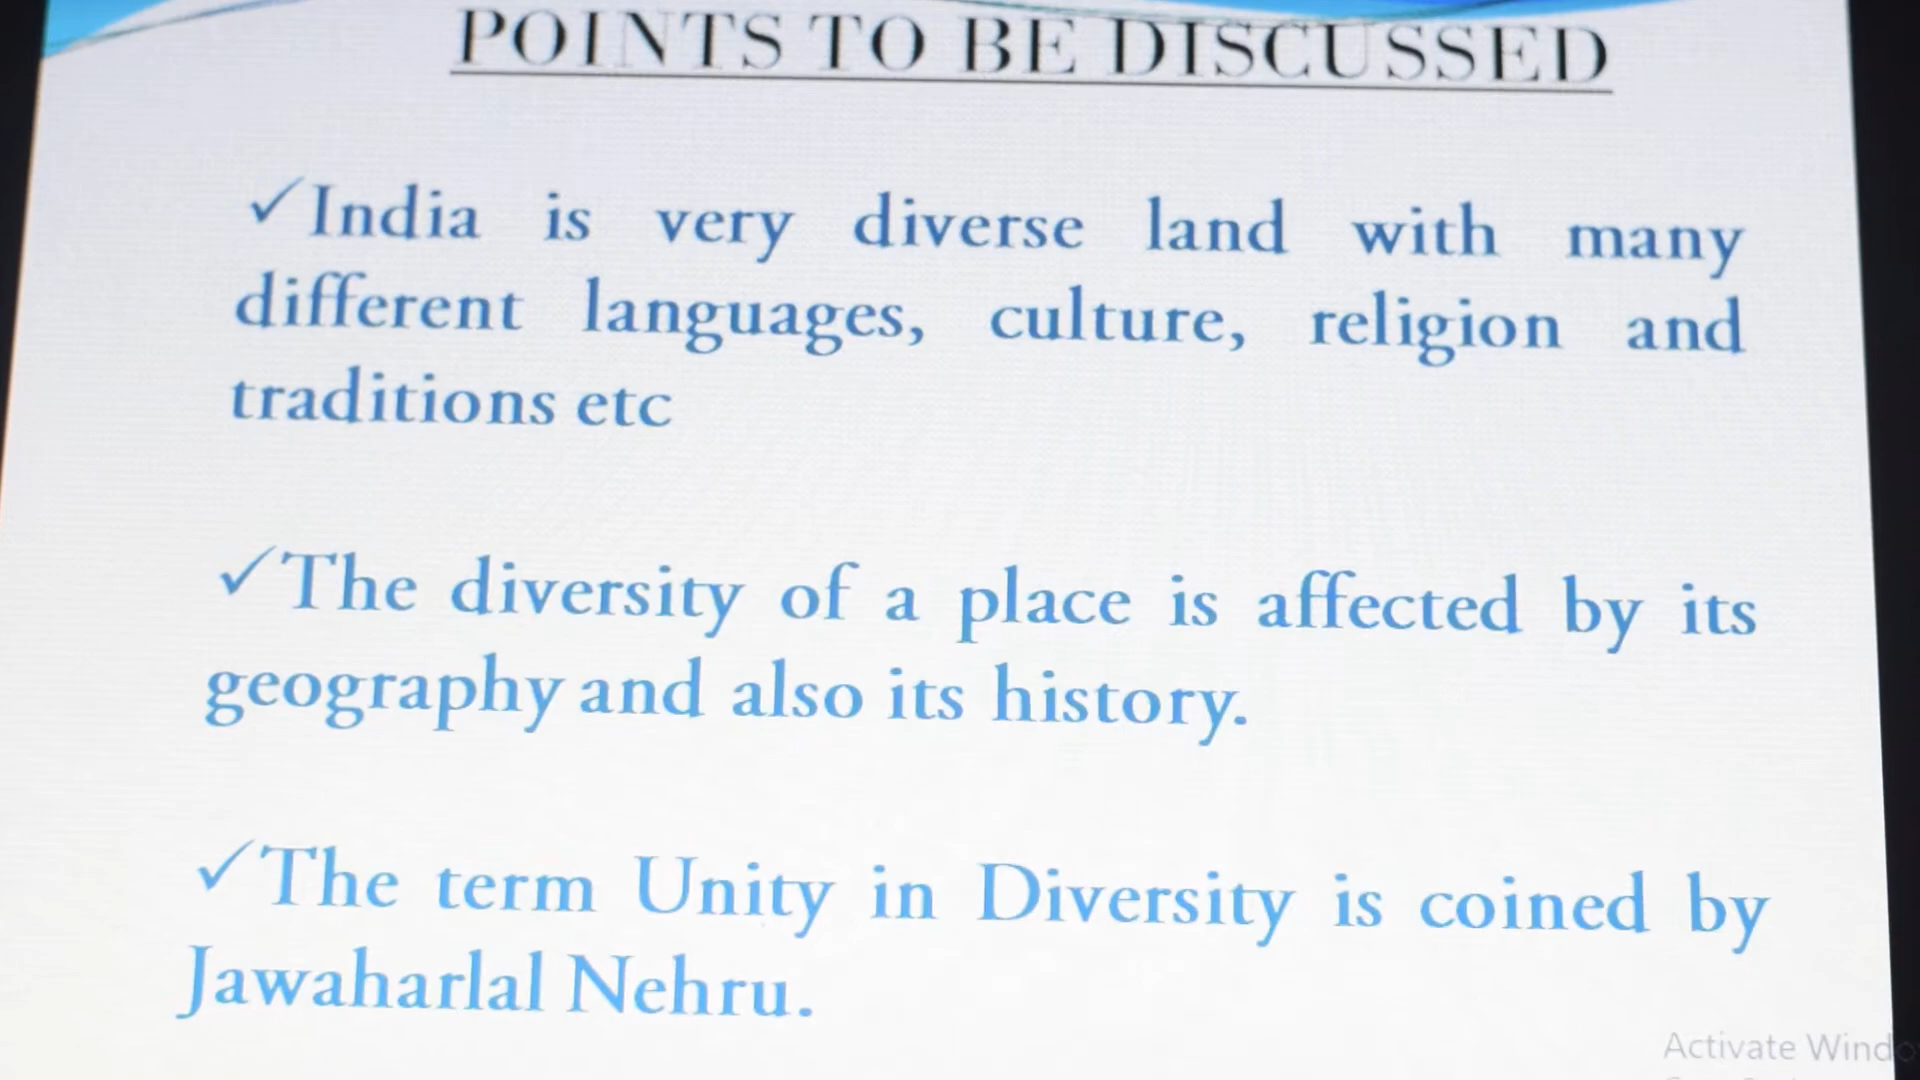 POINTS TO BE DISCUSSED
✓India is very diverse land with many
different languages, culture, religion and
traditions etc
✓The diversity of a place is affected by its
geography and also its history.
✓The term Unity in Diversity is coined by
Jawaharlal Nehru.
Activate Windo